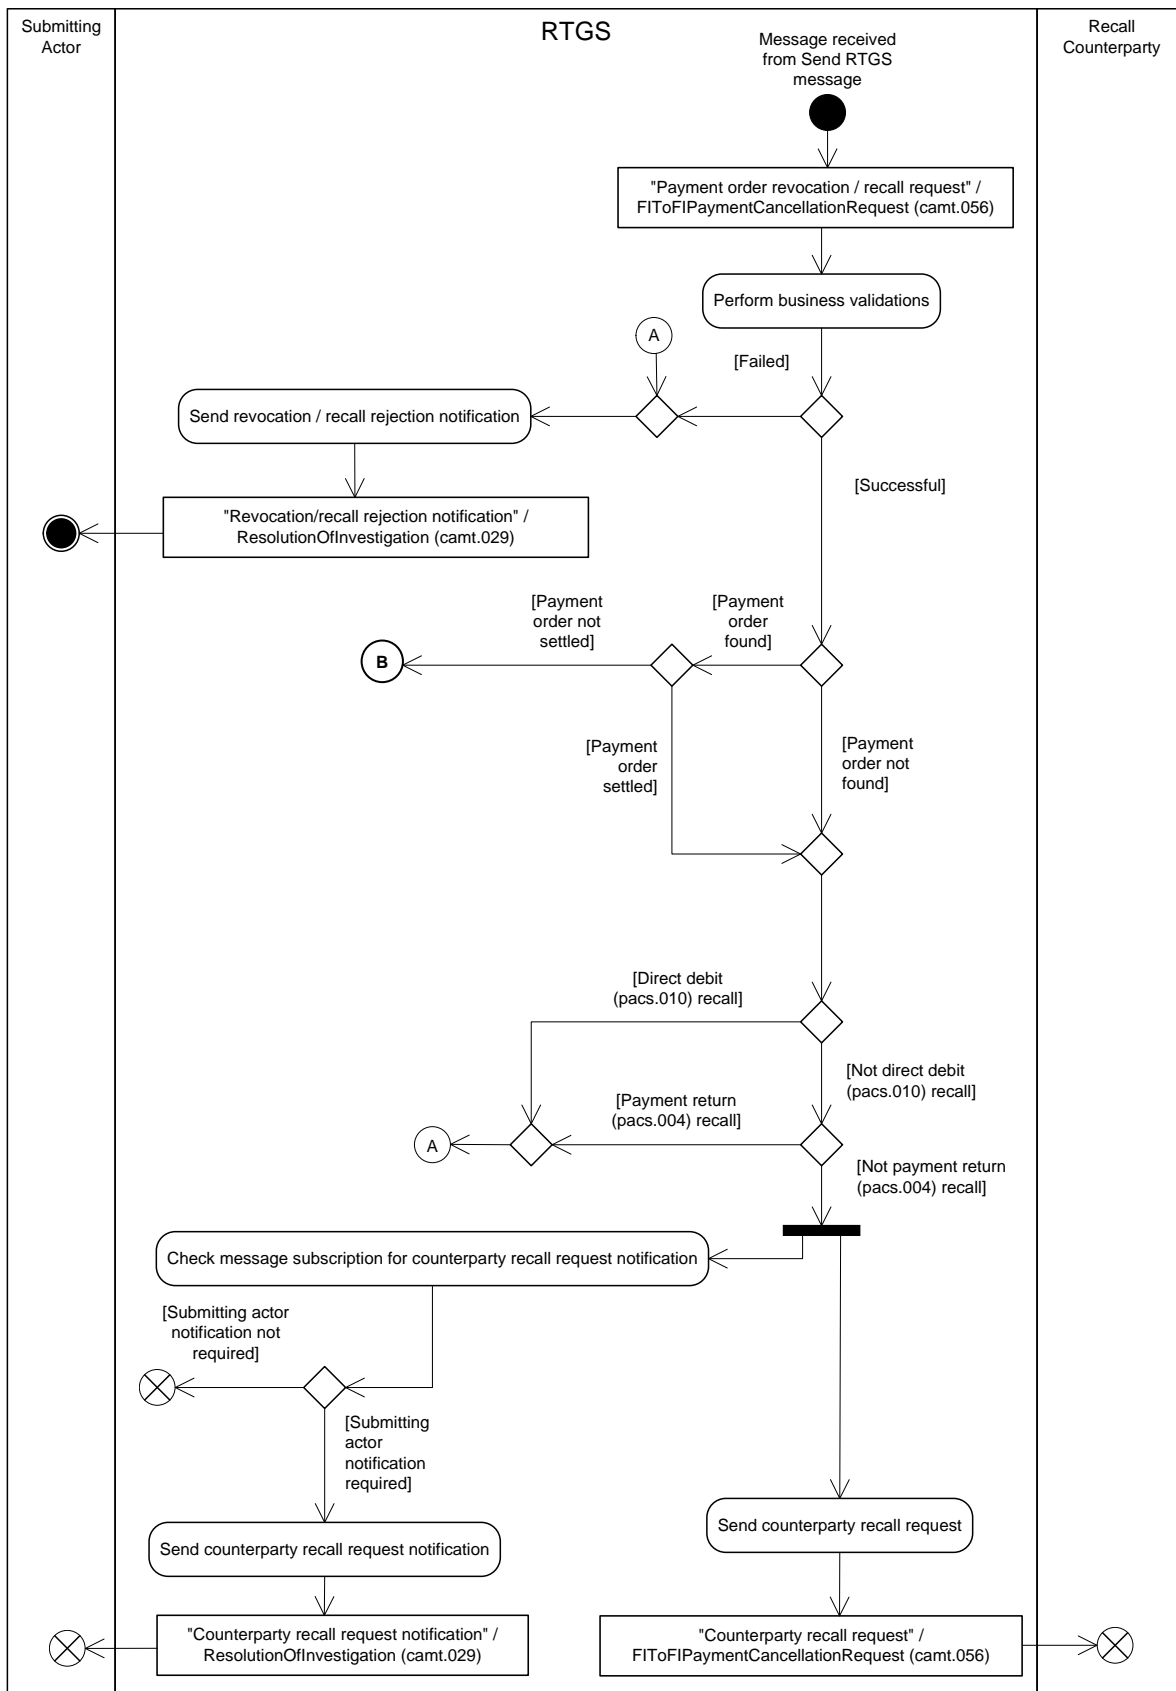 Submitting
Actor
RTGS
Recall
Counterparty
Message received
from Send RTGS
message
"Payment order revocation / recall request" /
FIToFIPaymentCancellationRequest (camt.056)
Perform business validations
A
[Failed]
Send revocation / recall rejection notification
[Successful]
"Revocation/recall rejection notification" /
ResolutionOfInvestigation (camt.029)
[Payment
order not
settled]
[Payment
order
found]
B
[Payment
order
settled]
[Payment
order not
found]
[Direct debit
(pacs.010) recall]
[Not direct debit
(pacs.010) recall]
[Payment return
(pacs.004) recall]
A
[Not payment return
(pacs.004) recall]
Check message subscription for counterparty recall request notification
[Submitting actor
notification not
required]
[Submitting
actor
notification
required]
Send counterparty recall request
Send counterparty recall request notification
"Counterparty recall request notification" /
ResolutionOfInvestigation (camt.029)
"Counterparty recall request" /
FIToFIPaymentCancellationRequest (camt.056)